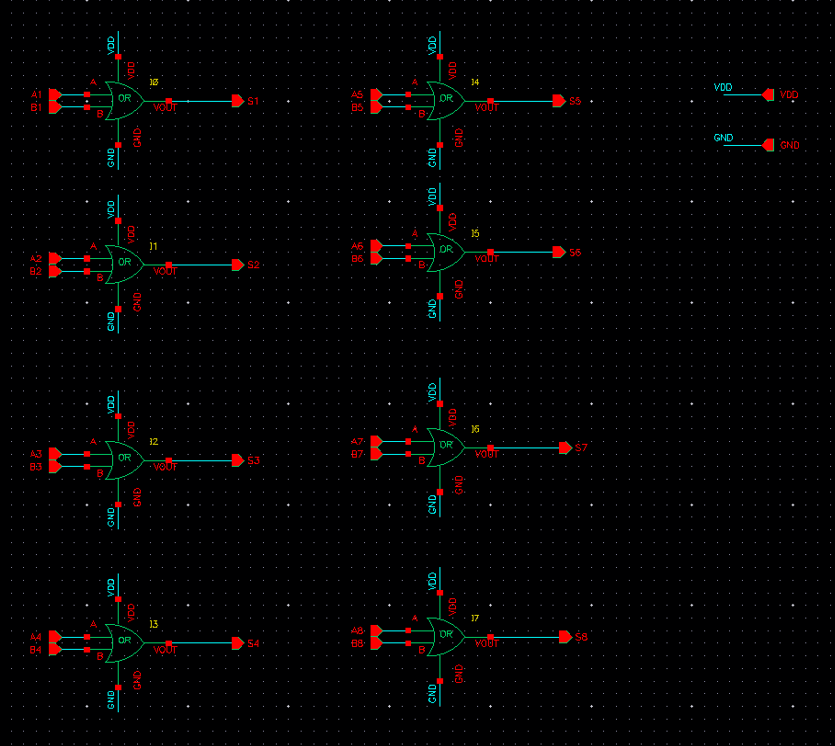 VDD
VDD
I0
A
A1
OR
S1
B1
VOUT
B
GND
GND
VDD
VDD
I4
A
A5
OR
S5
B5
VOUT
B
GND
GND
VDD
VDD
GND
GND
VDD
VDD
I1
A
A2
OR
S2
B2
VOUT
B
GND
GND
VDD
VDD
I5
A
A6
OR
S6
B6
VOUT
B
GND
GND
VDD
VDD
I2
A
A3
OR
S3
B3
VOUT
B
GND
GND
VDD
VDD
I6
A
A7
OR
S7
B7
VOUT
B
GND
GND
VDD
VDD
I3
A
A4
OR
S4
B4
VOUT
B
GND
GND
VDD
VDD
I7
A
A8
OR
S8
B8
VOUT
B
GND
GND